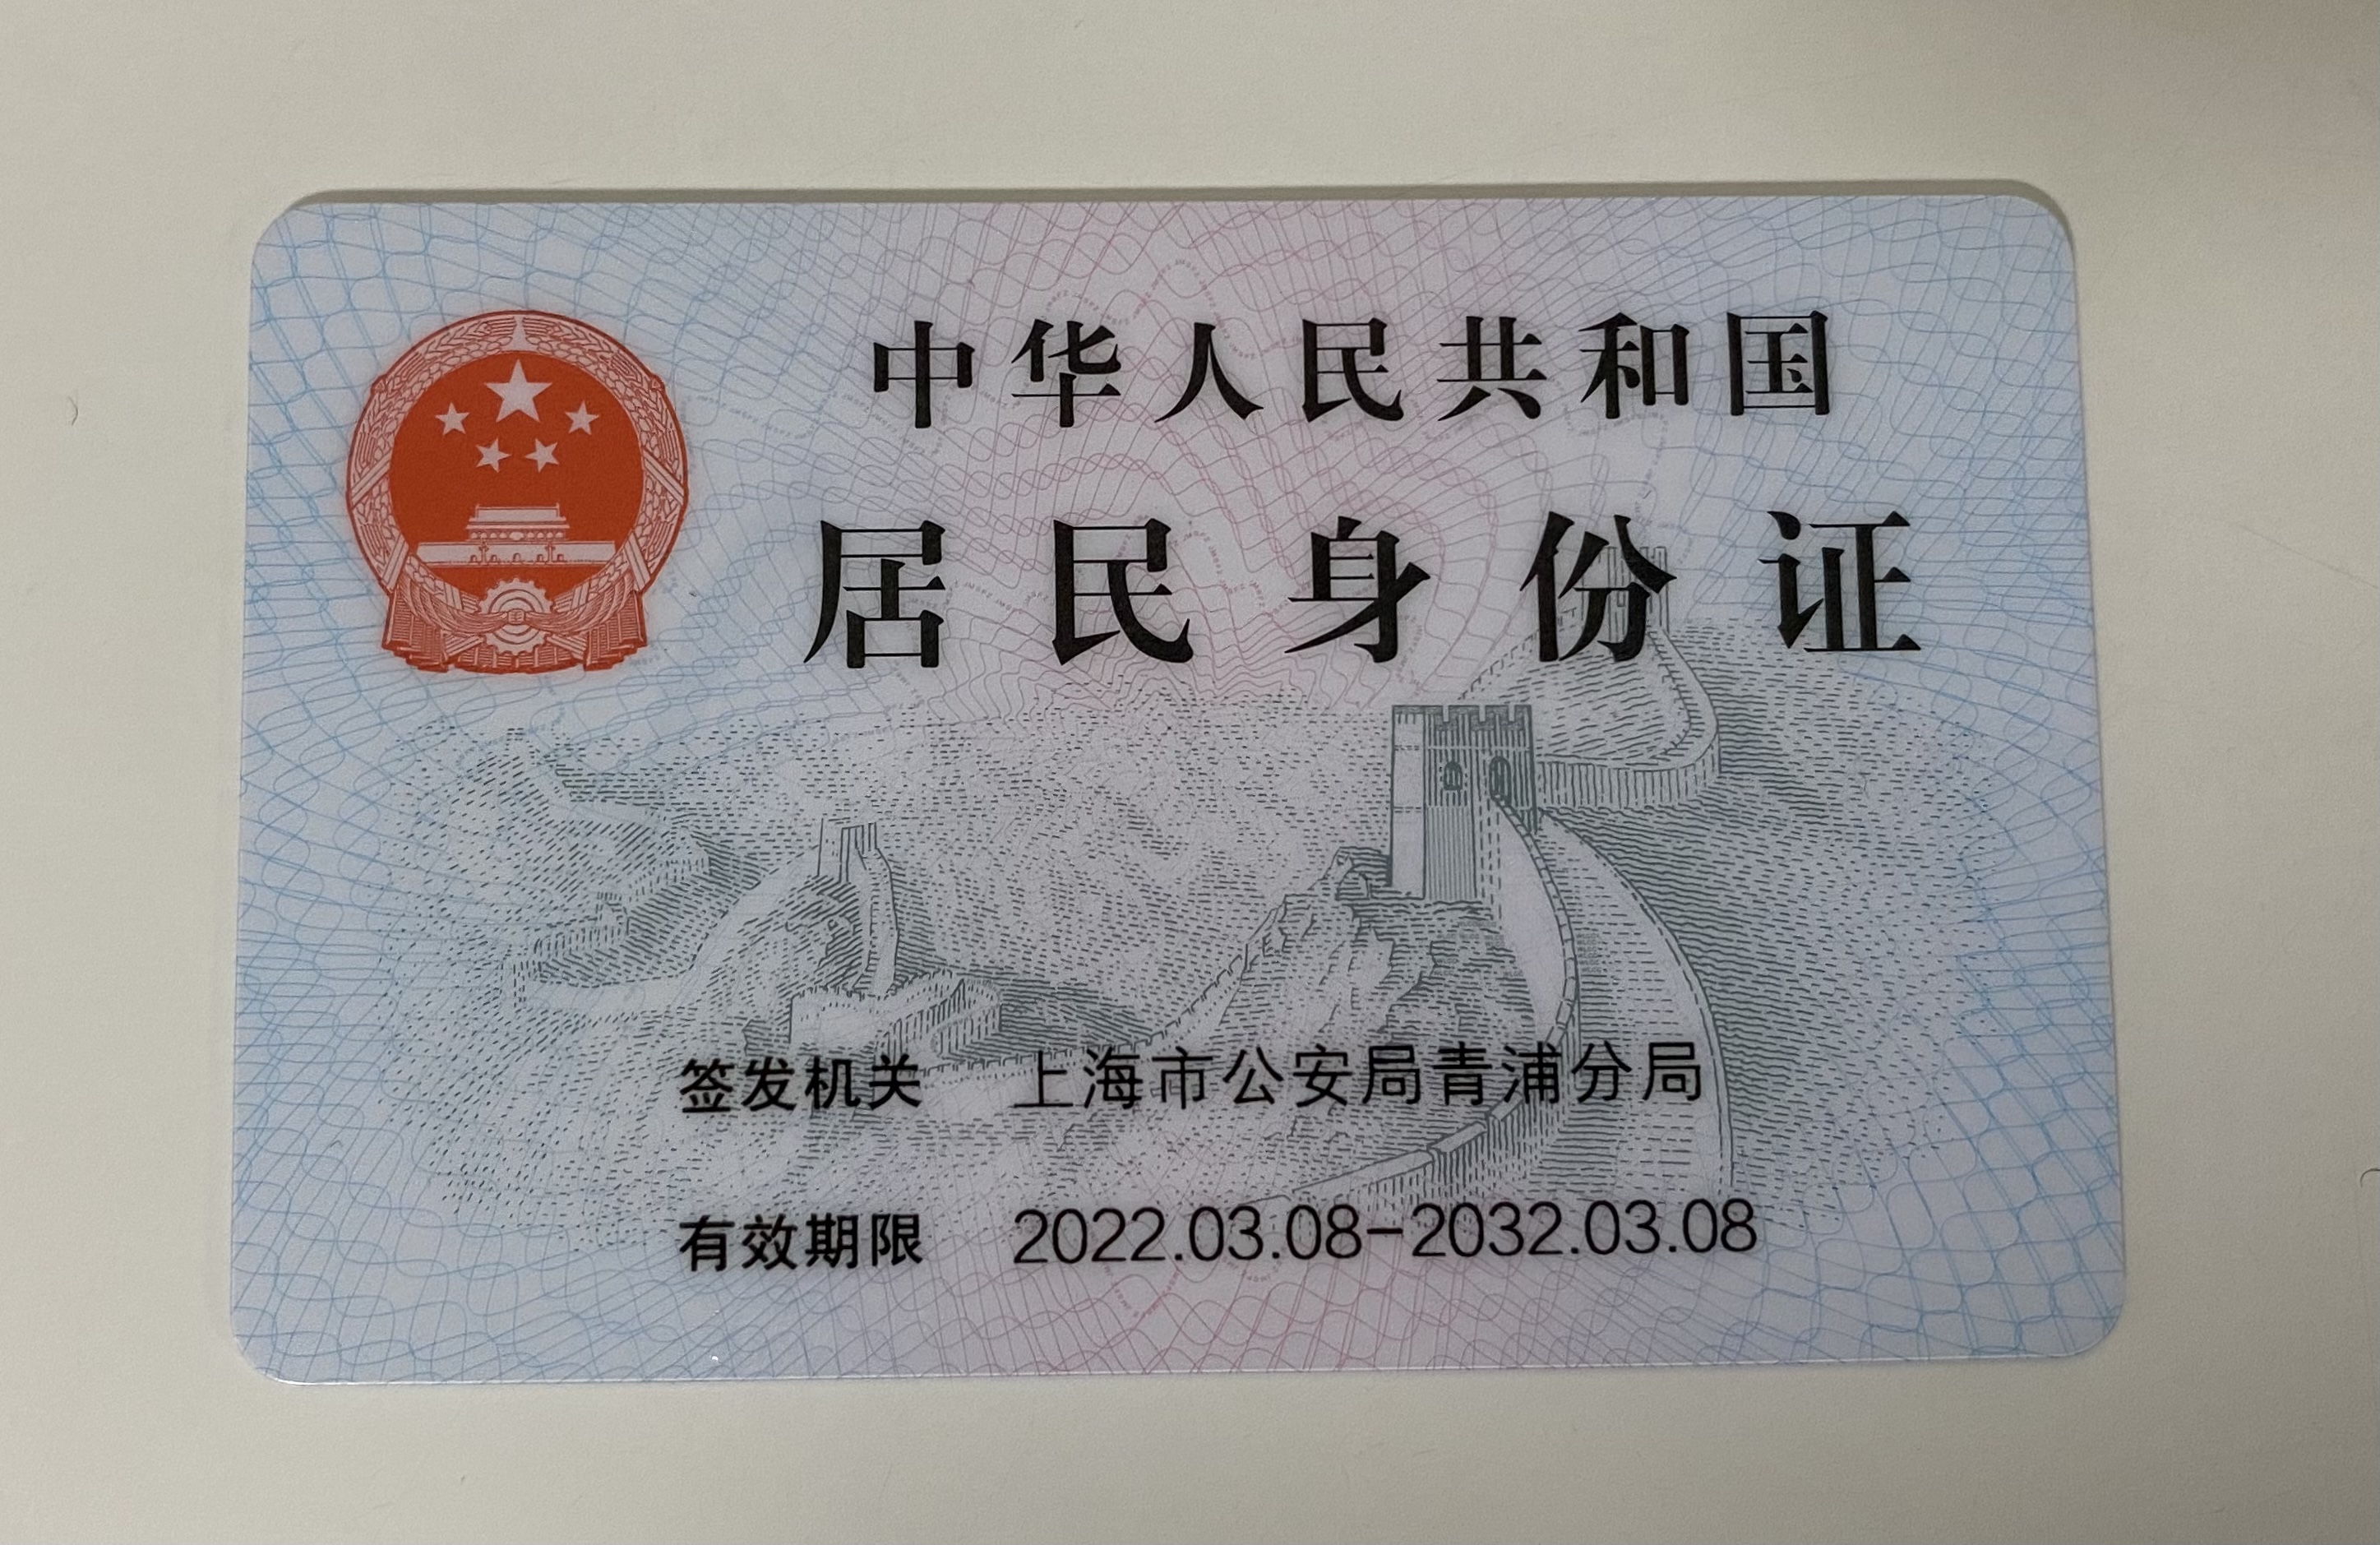 中华人民共和国
居民身份证
签发机关 上海市公安局青浦分局
有效期限 2022.03.08-2032.03.08